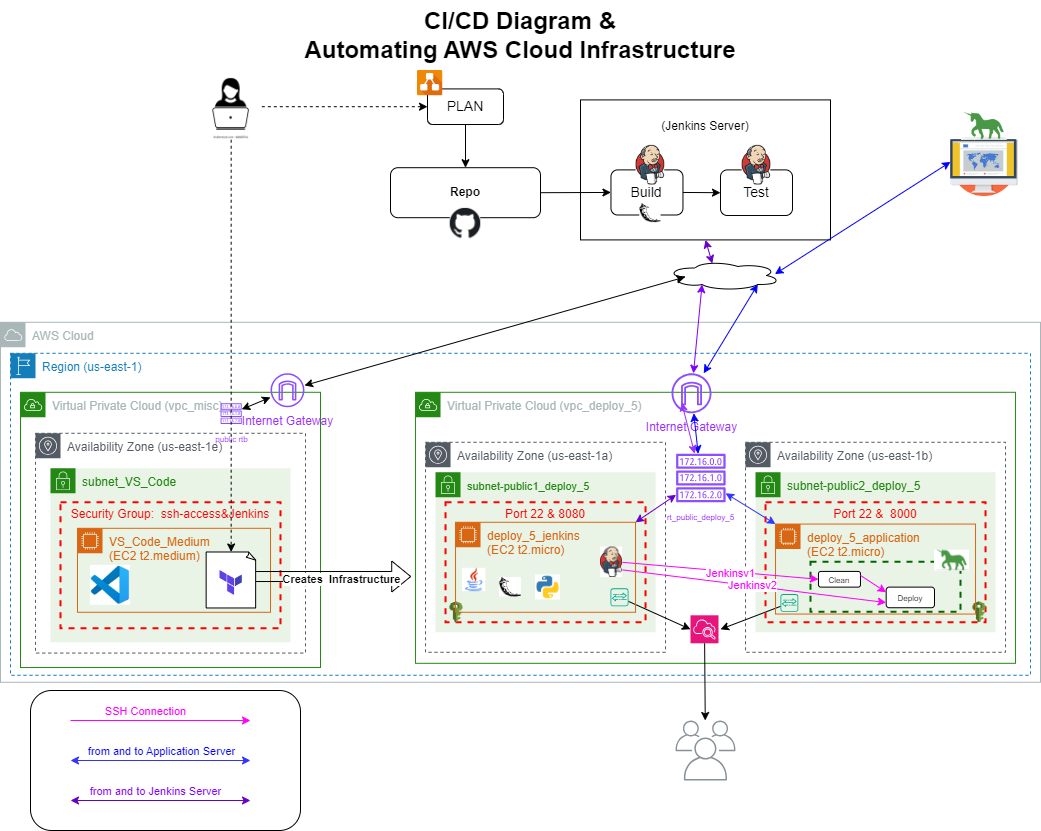 CI/CD Diagram &
Automating AWS Cloud Infrastructure
PLAN
(Jenkins Server)
Repo
Build
Test
AWS Cloud
Region (us-east-1)
Virtual Private Cloud (vpc_misc)
Internet Gateway
public rtb
Availability Zone (us-east-1e)
subnet_VS_Code
Security Group: ssh-access&Jenkins
VS_Code_Medium
(EC2 t2.medium)
Creates Infrastructure
Virtual Private Cloud (vpc_deploy_5)
Internet Gateway
Availability Zone (us-east-1a)
subnet-public1_deploy_5
Port 22 & 8080
deploy_5_jenkins
(EC2 t2.micro)
172.16.0.0
172.16.1.0
172.16.2.0
rt_public_deploy_5
Availability Zone (us-east-1b)
subnet-public2_deploy_5
Port 22 & 8000
deploy_5_application
(EC2 t2.micro)
Jenkinsv1
Jenkinsv2
Clean
Deploy
SSH Connection
from and to Application Server
from and to Jenkins Server